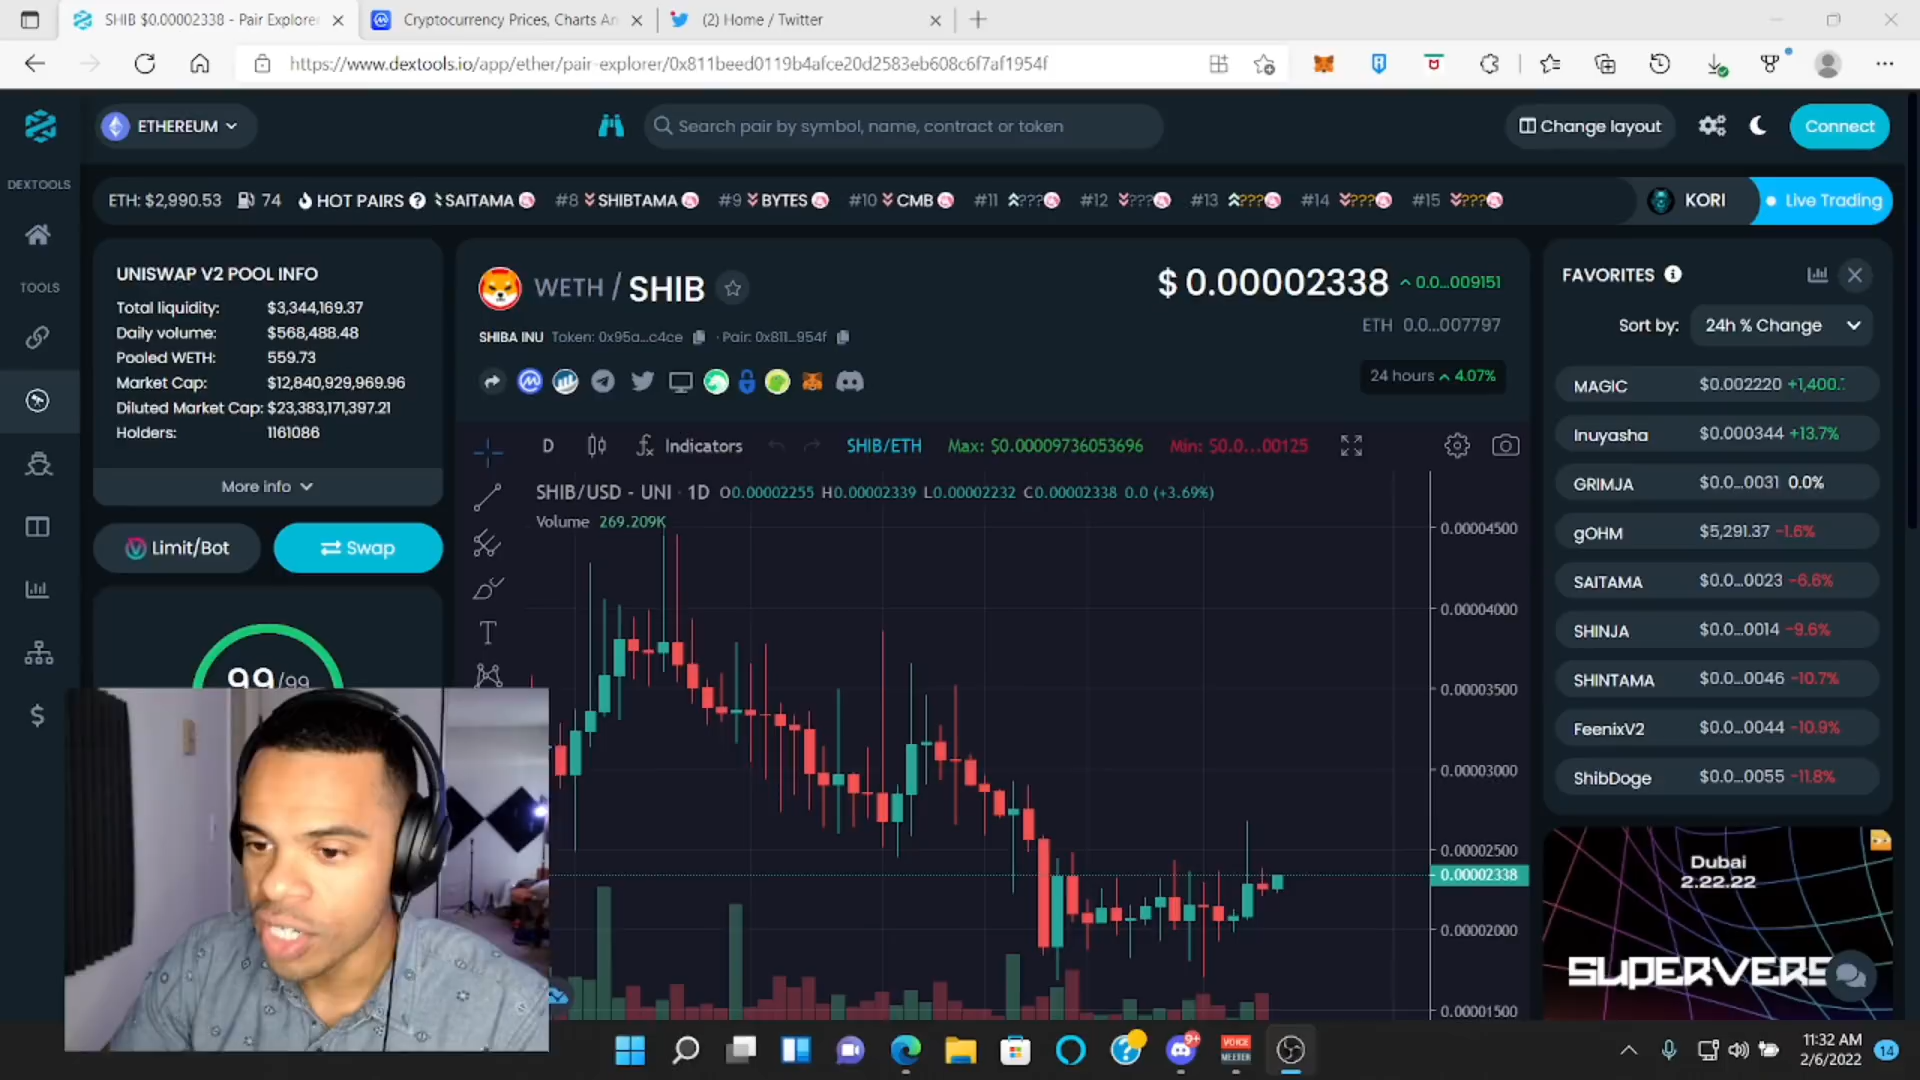 SHIB $0.00002338 - Pair Explorer
Cryptocurrency Prices, Charts An
(2) Home / Twitter
https://www.dextools.io/app/ether/pair-explorer/0x811beed0119b4afce20d2583eb608c6f7af1954f
ETHEREUM
Search pair by symbol, name, contract or token
Change layout
Connect
DEXTOOLS
ETH: $2,990.53 74 HOT PAIRS ? SAITAMA #8 SHIBTAMA #9 BYTES #10 CMB #11 ??? #12 ??? #13 ??? #14 ??? #15 ???
KORI
Live Trading
TOOLS
UNISWAP V2 POOL INFO
Total liquidity: $3,344,169.37
Daily volume: $568,488.48
Pooled WETH: 559.73
Market Cap: $12,840,929,969.96
Diluted Market Cap: $23,383,171,397.21
Holders: 1161086
More info
Limit/Bot
Swap
99/99
WETH / SHIB
$ 0.00002338
0.0...009151
ETH 0.0...007797
SHIBA INU Token: 0x95a...c4ce · Pair: 0x811...954f
24 hours 4.07%
D
Indicators
SHIB/ETH
Max: $0.00009736053696
Min: $0.0...00125
SHIB/USD - UNI 1D O0.00002255 H0.00002339 L0.00002232 C0.00002338 0.0 (+3.69%)
Volume 269.209K
T
0.00004500
0.00004000
0.00003500
0.00003000
0.00002500
0.00002338
0.00002000
0.00001500
FAVORITES
Sort by: 24h % Change
MAGIC $0.002220 +1,400.
Inuyasha $0.000344 +13.7%
GRIMJA $0.0...0031 0.0%
gOHM $5,291.37 -1.6%
SAITAMA $0.0...0023 -6.6%
SHINJA $0.0...0014 -9.6%
SHINTAMA $0.0...0046 -10.7%
FeenixV2 $0.0...0044 -10.9%
ShibDoge $0.0...0055 -11.8%
Dubai
2.22.22
SUPERVERS
9+
VOICE
MEETER
11:32 AM
2/6/2022
14